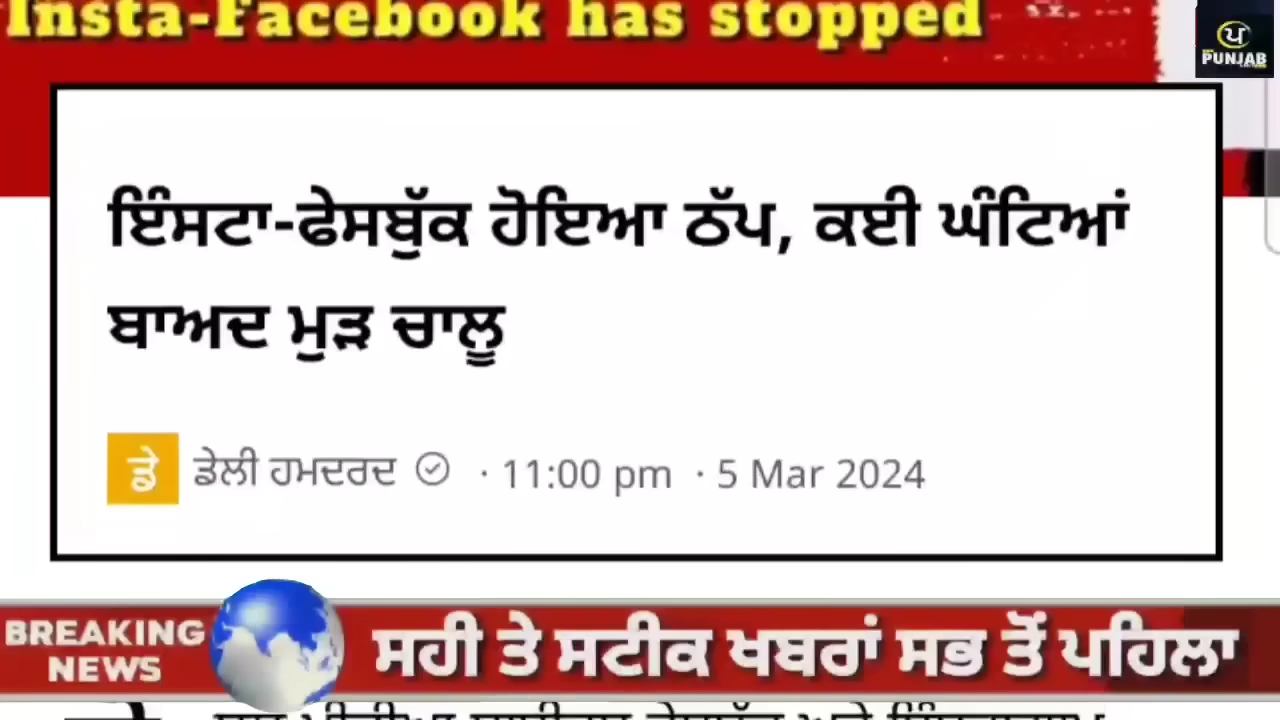 Insta-Facebook has stopped
ਪ
PUNJAB
ਇੰਸਟਾ-ਫੇਸਬੁੱਕ ਹੋਇਆ ਠੱਪ, ਕਈ ਘੰਟਿਆਂ
ਬਾਅਦ ਮੁੜ ਚਾਲੂ
ਡੇ ਡੇਲੀ ਹਮਦਰਦ · 11:00 pm · 5 Mar 2024
BREAKING
NEWS
ਸਹੀ ਤੇ ਸਟੀਕ ਖਬਰਾਂ ਸਭ ਤੋਂ ਪਹਿਲਾ